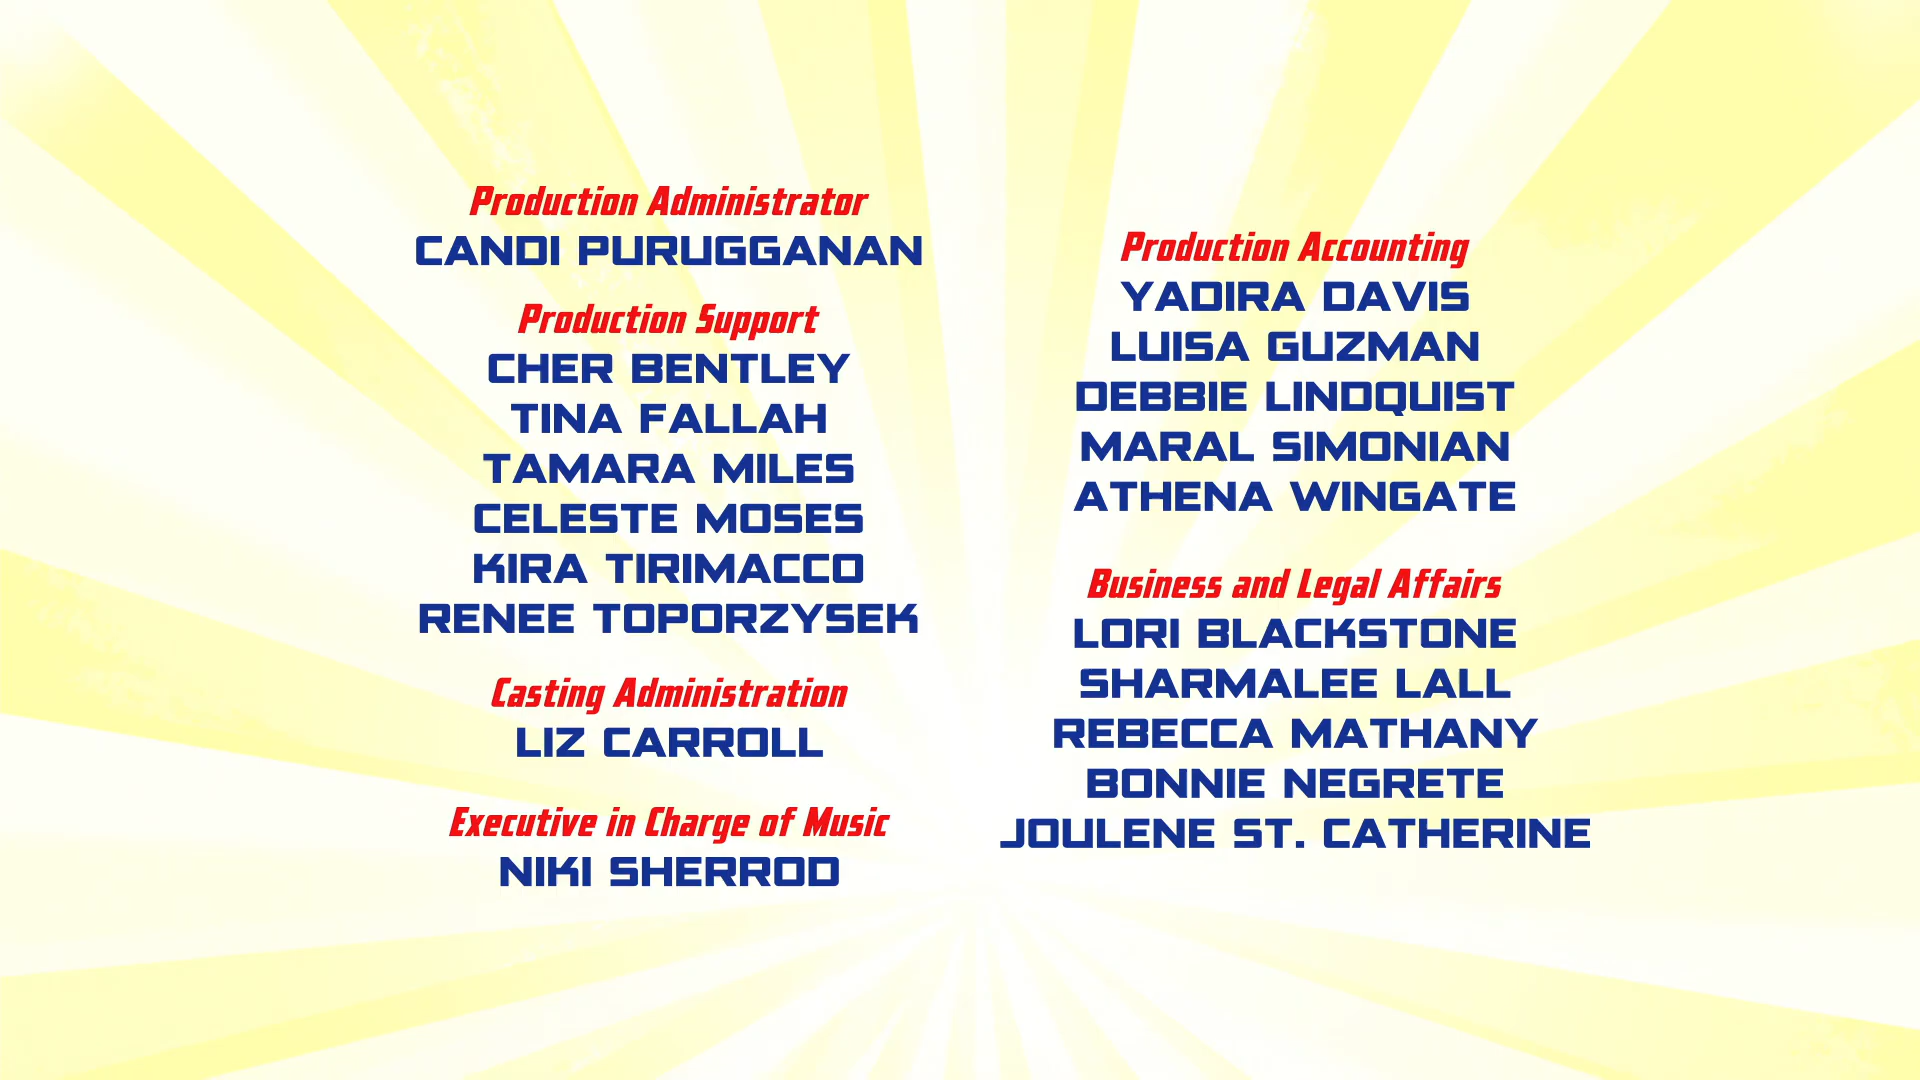 Production Administrator
CANDI PURUGGANAN
Production Support
CHER BENTLEY
TINA FALLAH
TAMARA MILES
CELESTE MOSES
KIRA TIRIMACCO
RENEE TOPORZYSEK
Casting Administration
LIZ CARROLL
Executive in Charge of Music
NIKI SHERROD
Production Accounting
YADIRA DAVIS
LUISA GUZMAN
DEBBIE LINDQUIST
MARAL SIMONIAN
ATHENA WINGATE
Business and Legal Affairs
LORI BLACKSTONE
SHARMALEE LALL
REBECCA MATHANY
BONNIE NEGRETE
JOULENE ST. CATHERINE